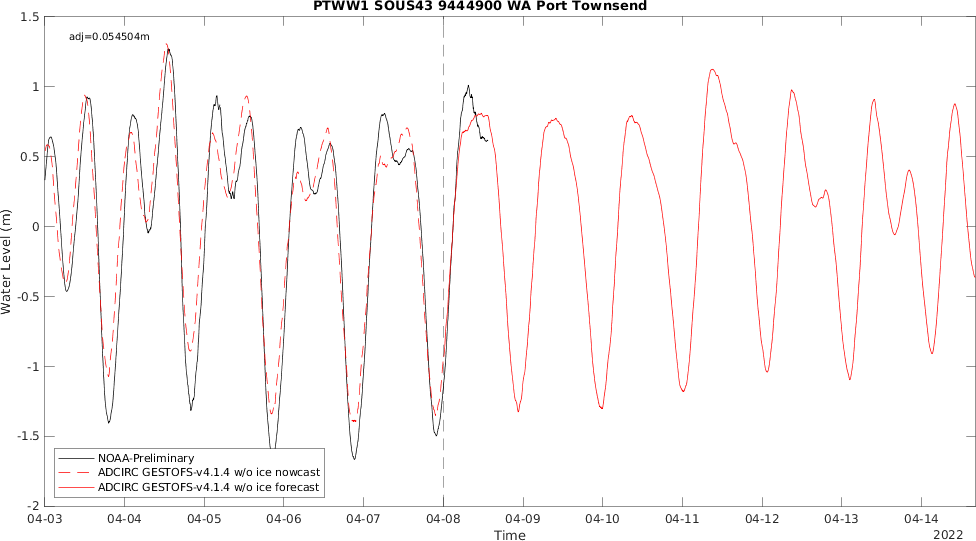 PTWW1 SOUS43 9444900 WA Port Townsend
adj=0.054504m
1.5
1
0.5
0
-0.5
-1
-1.5
-2
Water Level (m)
NOAA-Preliminary
ADCIRC GESTOFS-v4.1.4 w/o ice nowcast
ADCIRC GESTOFS-v4.1.4 w/o ice forecast
04-03 04-04 04-05 04-06 04-07 04-08 04-09 04-10 04-11 04-12 04-13 04-14
Time
2022